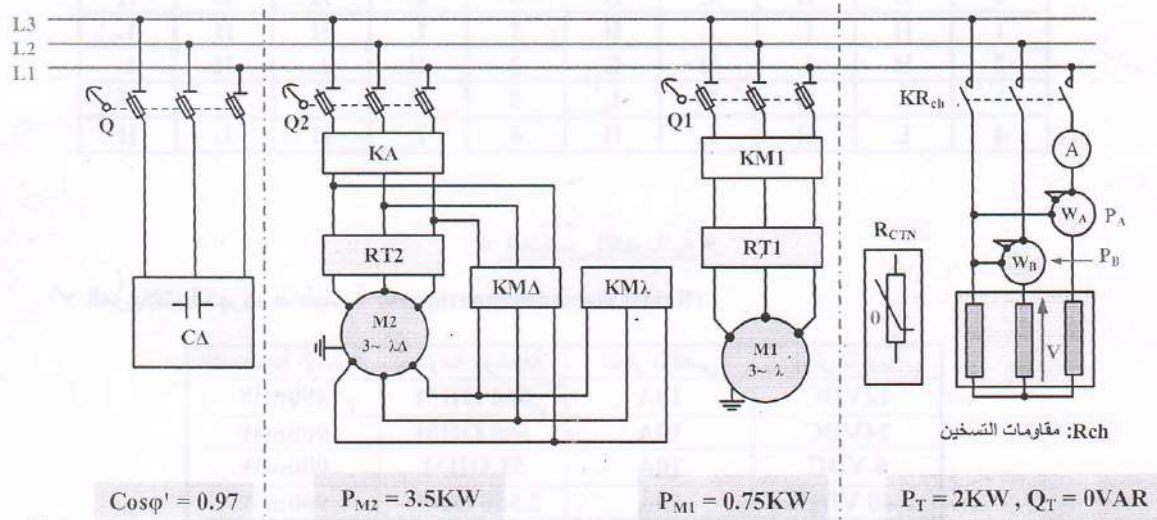 L3
L2
L1
Q
Q2
Q1
KRch
KΛ
KM1
A
WA
PA
RT2
RT1
RCTN
WB
PB
KMΔ
KMλ
CΔ
M2
3~ λΔ
M1
3~ λ
θ
V
Rch: مقاومات التسخين
Cosφ' = 0.97
PM2 = 3.5KW
PM1 = 0.75KW
PT = 2KW , QT = 0VAR